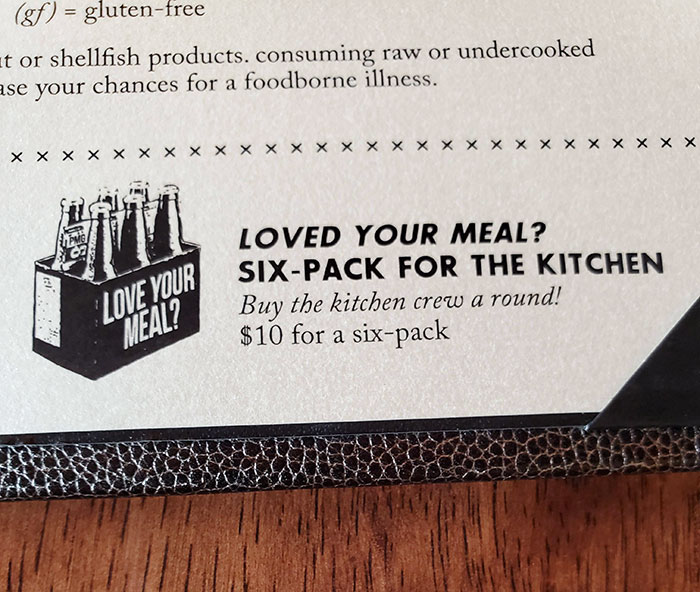 (gf) = gluten-free
or shellfish products. consuming raw or undercooked
your chances for a foodborne illness.
x x x x x x x x x x x x x x x x x x x x x x x x x x x
LOVE YOUR
MEAL?
LOVED YOUR MEAL?
SIX-PACK FOR THE KITCHEN
Buy the kitchen crew a round!
$10 for a six-pack